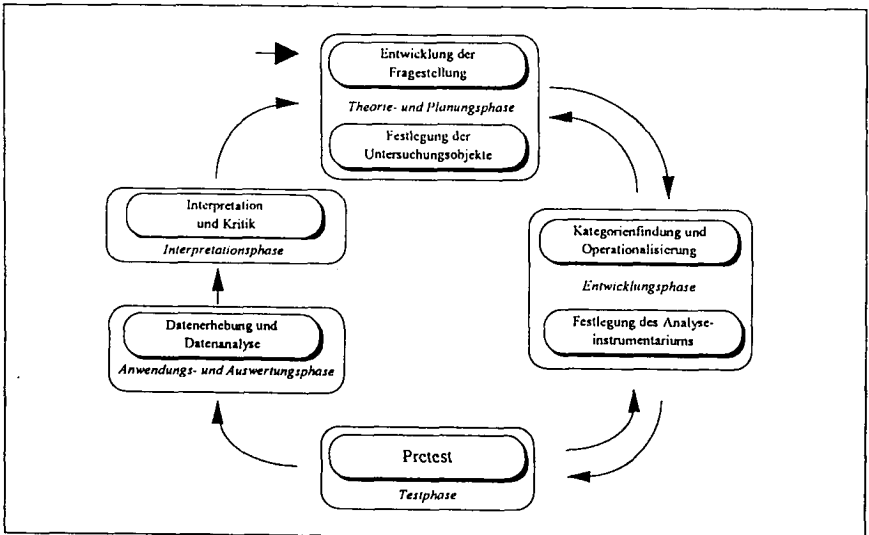 Entwicklung der
Fragestellung
Theorie- und Planungsphase
Festlegung der
Untersuchungsobjekte
Kategorienfindung und
Operationalisierung
Entwicklungsphase
Festlegung des Analyse-
instrumentariums
Pretest
Testphase
Datenerhebung und
Datenanalyse
Anwendungs- und Auswertungsphase
Interpretation
und Kritik
Interpretationsphase